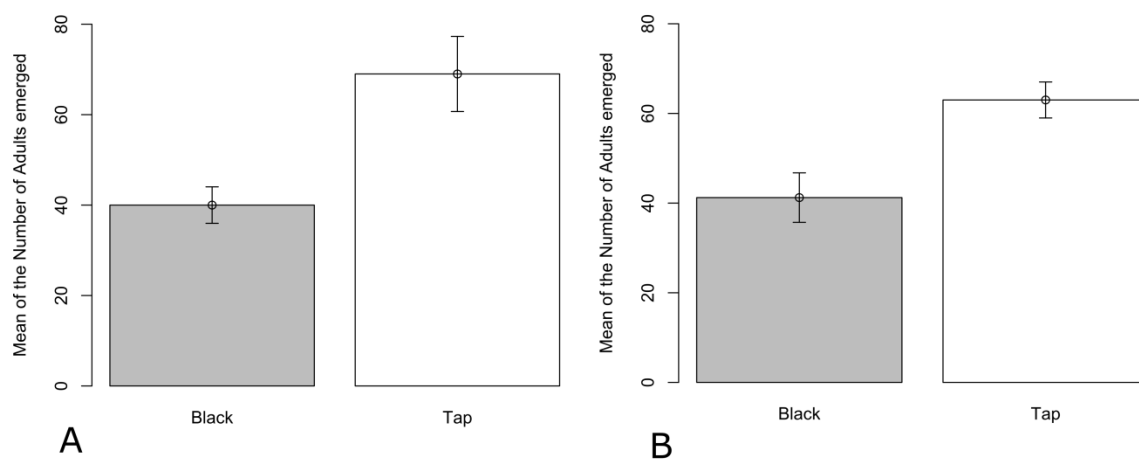 Mean of the Number of Adults emerged
80
60
40
20
0
Black
Tap
A
Mean of the Number of Adults emerged
80
60
40
20
0
Black
Tap
B